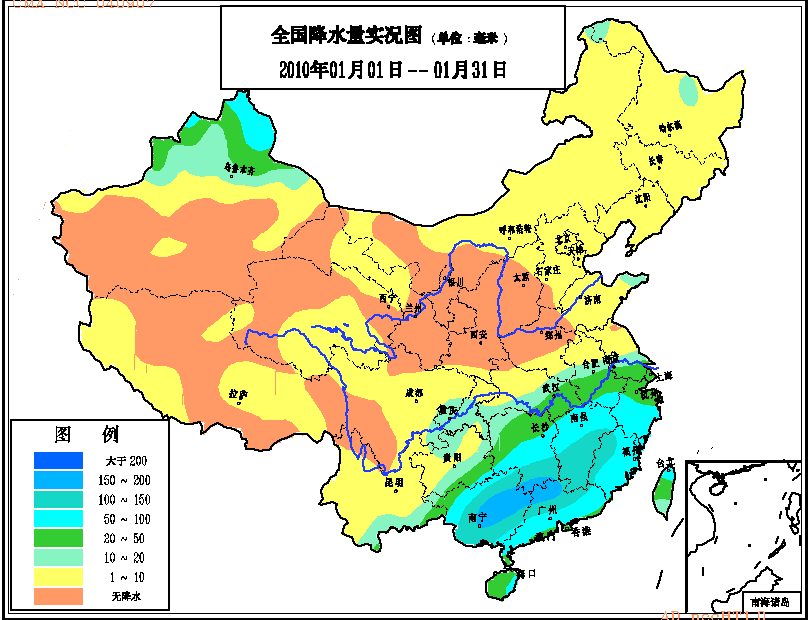 全国降水量实况图 (单位:毫米)
2010年01月01日--01月31日
哈尔滨
长春
乌鲁木齐
沈阳
呼和浩特
北京
天津
银川
太原
石家庄
西宁
济南
兰州
西安
郑州
合肥
南京
上海
拉萨
成都
武汉
杭州
重庆
南昌
长沙
贵阳
福州
台北
昆明
南宁
广州
澳门
香港
海口
图 例
大于 200
150 ~ 200
100 ~ 150
50 ~ 100
20 ~ 50
10 ~ 20
1 ~ 10
无降水
南海诸岛